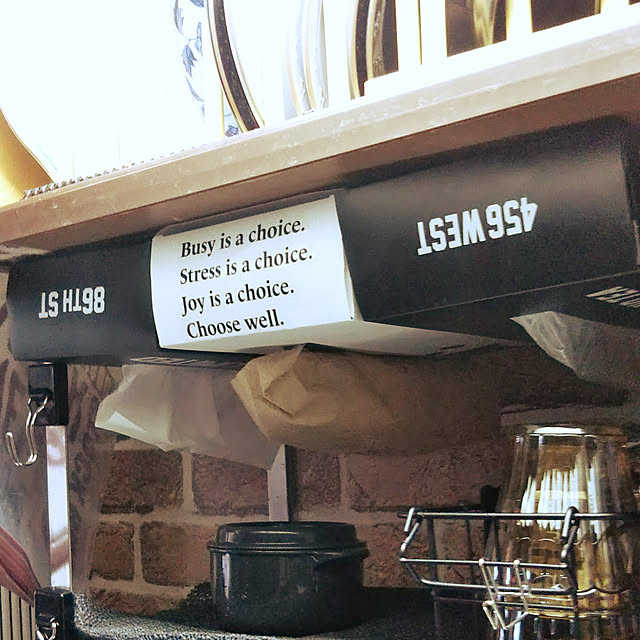 Busy is a choice.
Stress is a choice.
Joy is a choice.
Choose well.
456 WEST
86TH ST